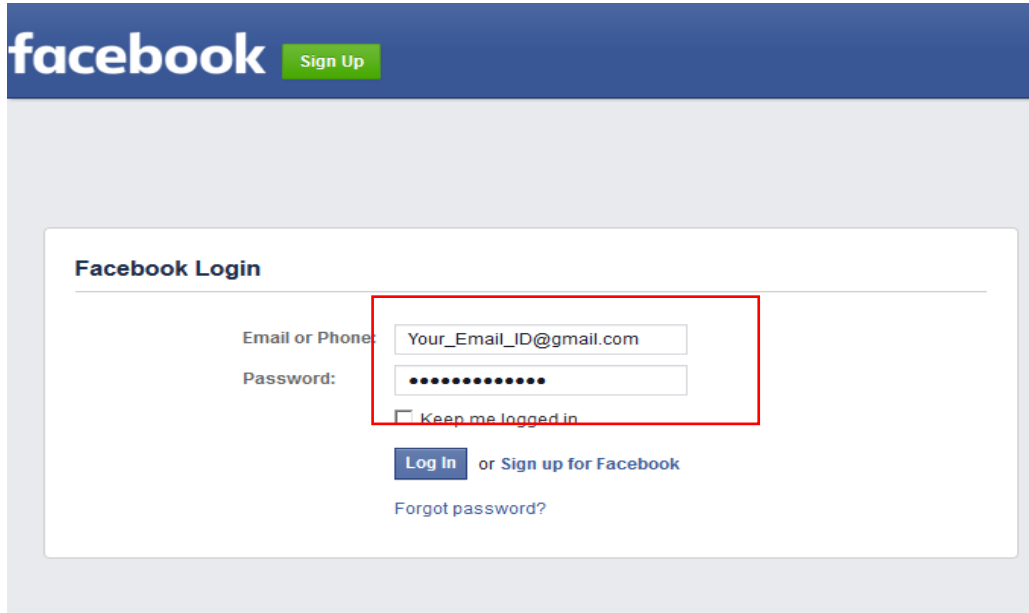 facebook Sign Up
Facebook Login
Email or Phone: Your_Email_ID@gmail.com
Password: •••••••••••••
Keep me logged in
Log In or Sign up for Facebook
Forgot password?